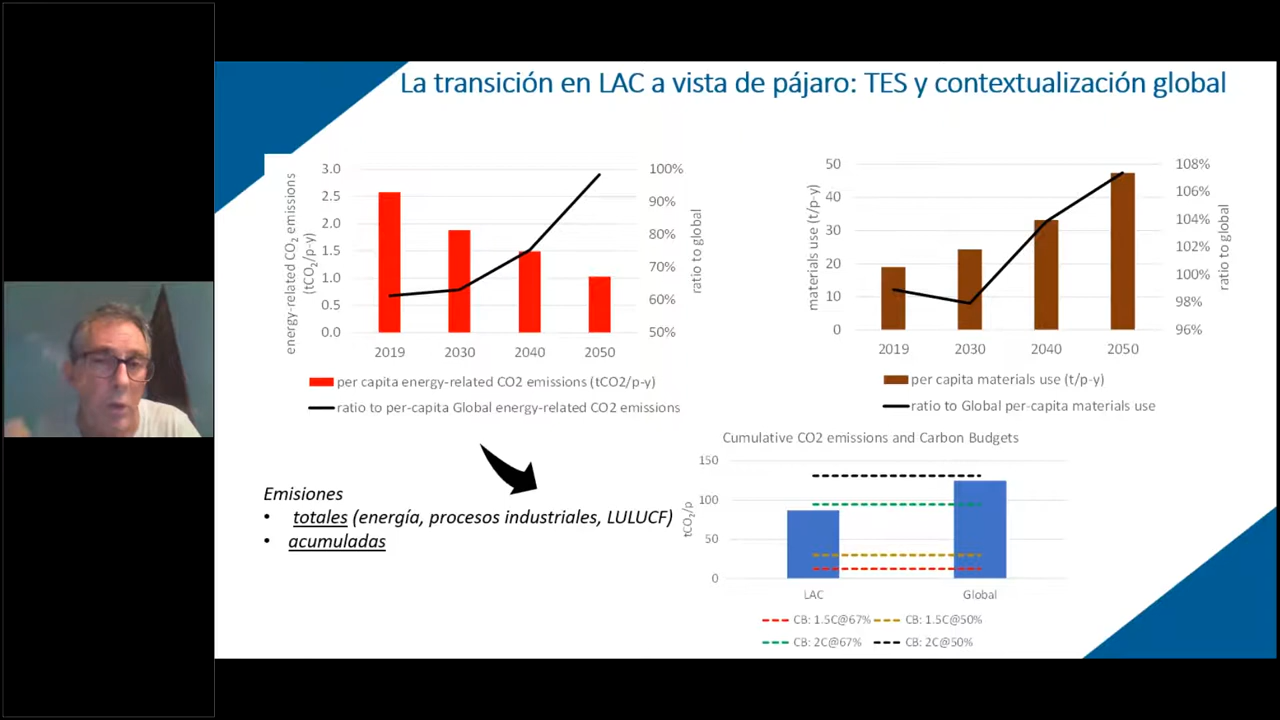 La transición en LAC a vista de pájaro: TES y contextualización global
energy-related CO₂ emissions
(tCO₂/p-y)
3.0
2.5
2.0
1.5
1.0
0.5
0.0
100%
90%
80%
70%
60%
50%
ratio to global
2019 2030 2040 2050
per capita energy-related CO2 emissions (tCO2/p-y)
ratio to per-capita Global energy-related CO2 emissions
materials use (t/p-y)
50
40
30
20
10
0
108%
106%
104%
102%
100%
98%
96%
ratio to global
2019 2030 2040 2050
per capita materials use (t/p-y)
ratio to Global per-capita materials use
Emisiones
• totales (energía, procesos industriales, LULUCF)
• acumuladas
Cumulative CO2 emissions and Carbon Budgets
tCO₂/p
150
100
50
0
LAC Global
CB: 1.5C@67% CB: 1.5C@50%
CB: 2C@67% CB: 2C@50%